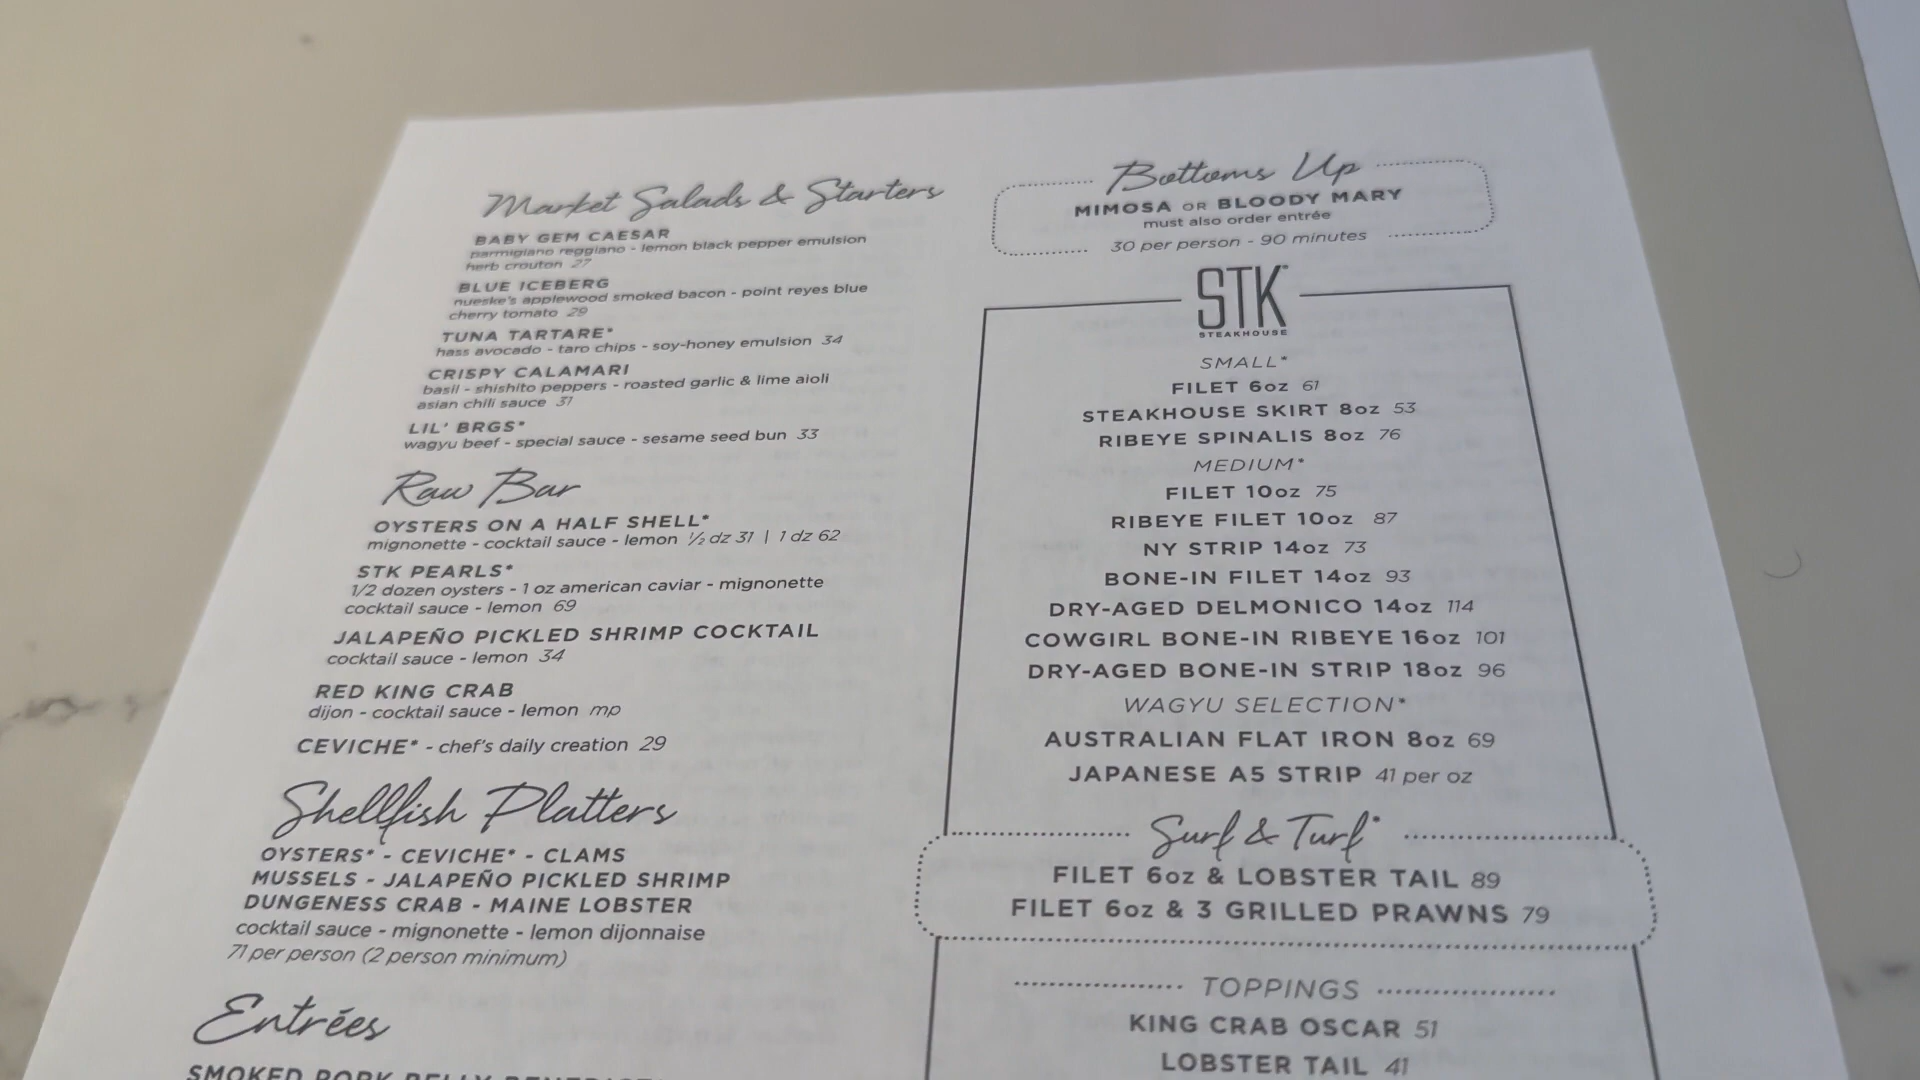 Market Salads & Starters
BABY GEM CAESAR
parmigiano reggiano - lemon black pepper emulsion
herb crouton 27
BLUE ICEBERG
nueske's applewood smoked bacon - point reyes blue
cherry tomato 29
TUNA TARTARE*
hass avocado - taro chips - soy-honey emulsion 34
CRISPY CALAMARI
basil - shishito peppers - roasted garlic & lime aioli
asian chili sauce 31
LIL' BRGS*
wagyu beef - special sauce - sesame seed bun 33
Raw Bar
OYSTERS ON A HALF SHELL*
mignonette - cocktail sauce - lemon ½ dz 31 | 1 dz 62
STK PEARLS*
1/2 dozen oysters - 1 oz american caviar - mignonette
cocktail sauce - lemon 69
JALAPEÑO PICKLED SHRIMP COCKTAIL
cocktail sauce - lemon 34
RED KING CRAB
dijon - cocktail sauce - lemon mp
CEVICHE* - chef's daily creation 29
Shellfish Platters
OYSTERS* - CEVICHE* - CLAMS
MUSSELS - JALAPEÑO PICKLED SHRIMP
DUNGENESS CRAB - MAINE LOBSTER
cocktail sauce - mignonette - lemon dijonnaise
71 per person (2 person minimum)
Entrées
SMOKED PORK BELLY
Bottoms Up
MIMOSA OR BLOODY MARY
must also order entrée
30 per person - 90 minutes
STK
STEAKHOUSE
SMALL*
FILET 6oz 61
STEAKHOUSE SKIRT 8oz 53
RIBEYE SPINALIS 8oz 76
MEDIUM*
FILET 10oz 75
RIBEYE FILET 10oz 87
NY STRIP 14oz 73
BONE-IN FILET 14oz 93
DRY-AGED DELMONICO 14oz 114
COWGIRL BONE-IN RIBEYE 16oz 101
DRY-AGED BONE-IN STRIP 18oz 96
WAGYU SELECTION*
AUSTRALIAN FLAT IRON 8oz 69
JAPANESE A5 STRIP 41 per oz
Surf & Turf*
FILET 6oz & LOBSTER TAIL 89
FILET 6oz & 3 GRILLED PRAWNS 79
TOPPINGS
KING CRAB OSCAR 51
LOBSTER TAIL 41